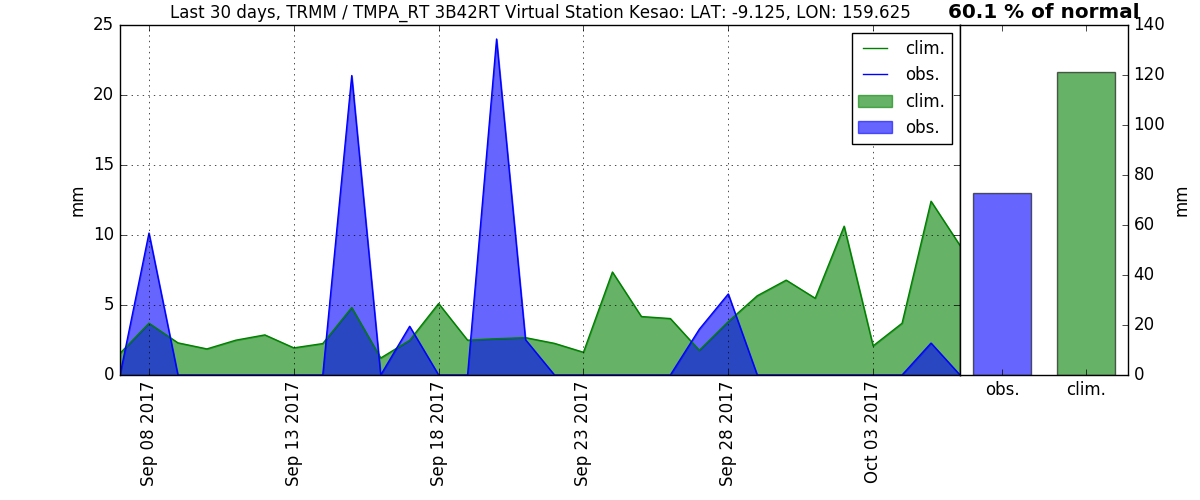 Last 30 days, TRMM / TMPA_RT 3B42RT Virtual Station Kesao: LAT: -9.125, LON: 159.625
60.1 % of normal
25
20
15
10
5
0
mm
clim.
obs.
clim.
obs.
140
120
100
80
60
40
20
0
mm
Sep 08 2017
Sep 13 2017
Sep 18 2017
Sep 23 2017
Sep 28 2017
Oct 03 2017
obs.
clim.